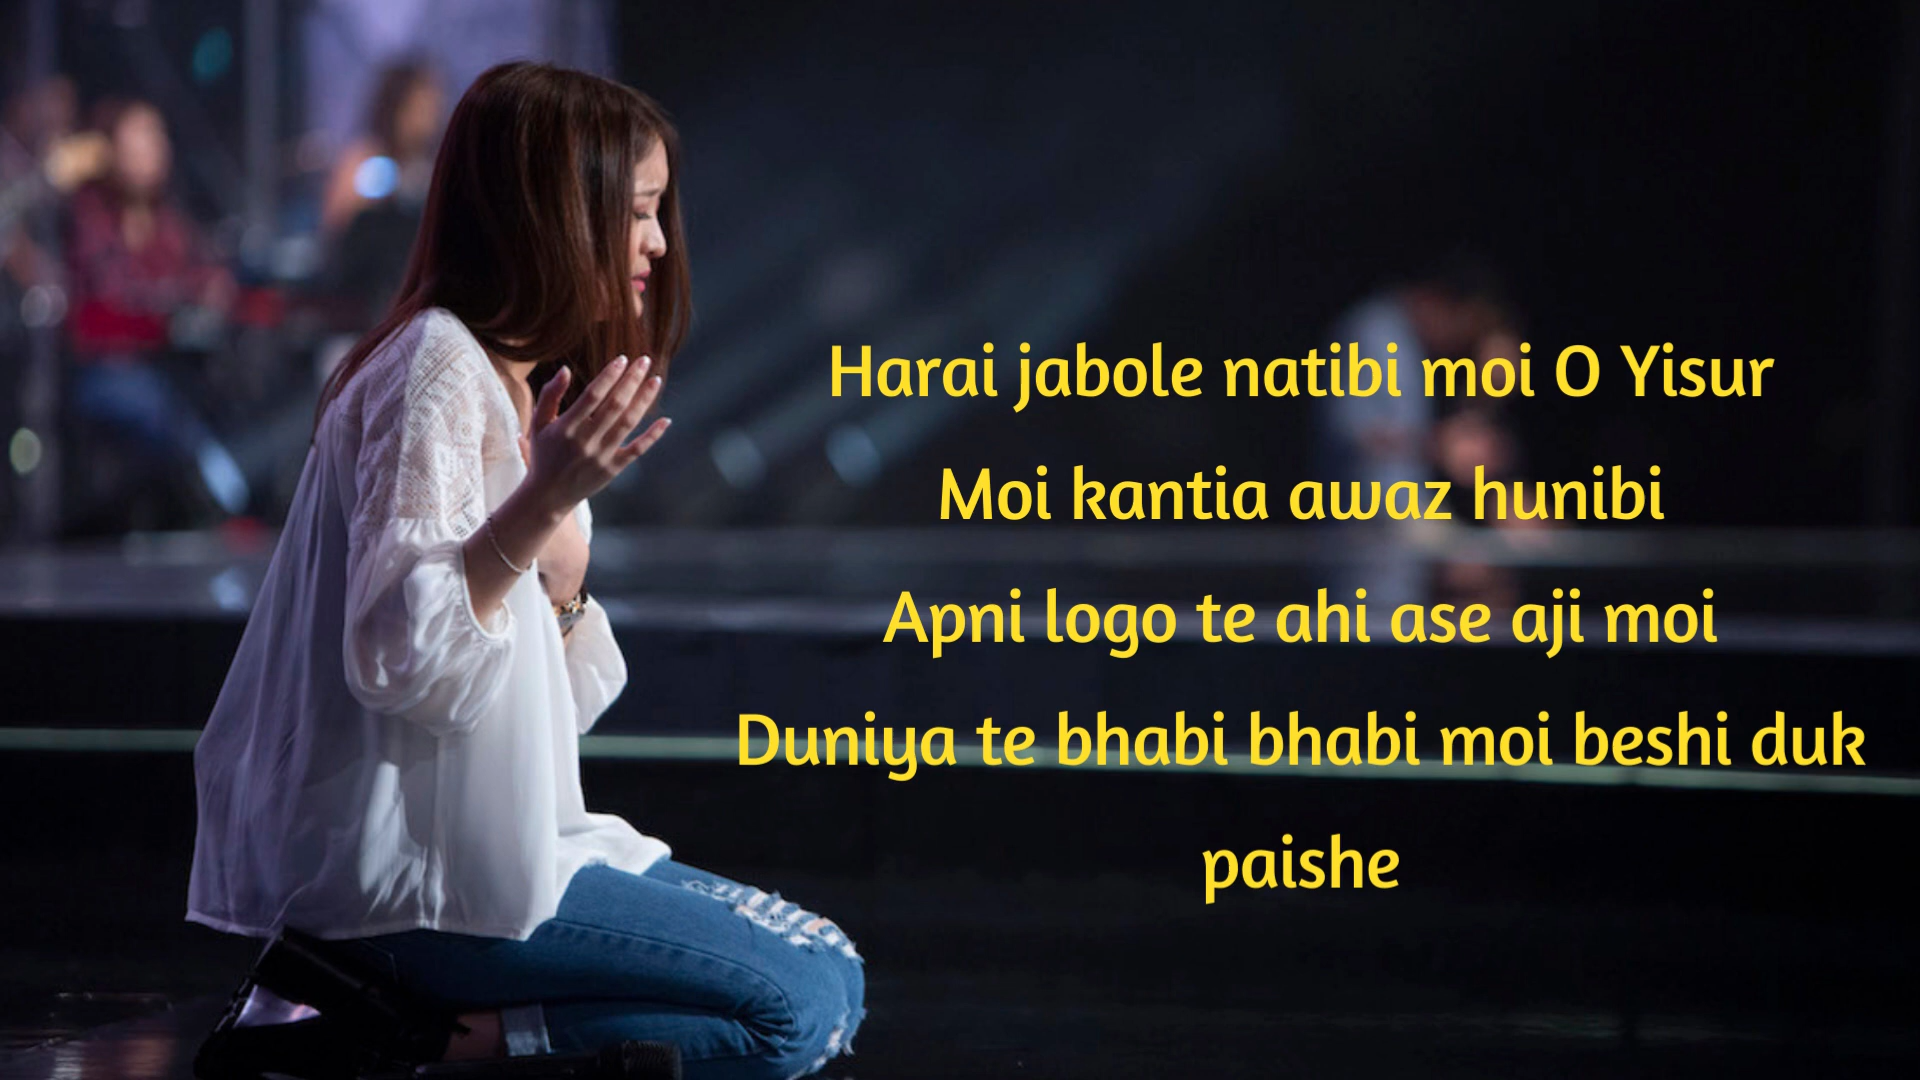 Harai jabole natibi moi O Yisur
Moi kantia awaz hunibi
Apni logo te ahi ase aji moi
Duniya te bhabi bhabi moi beshi duk
paishe